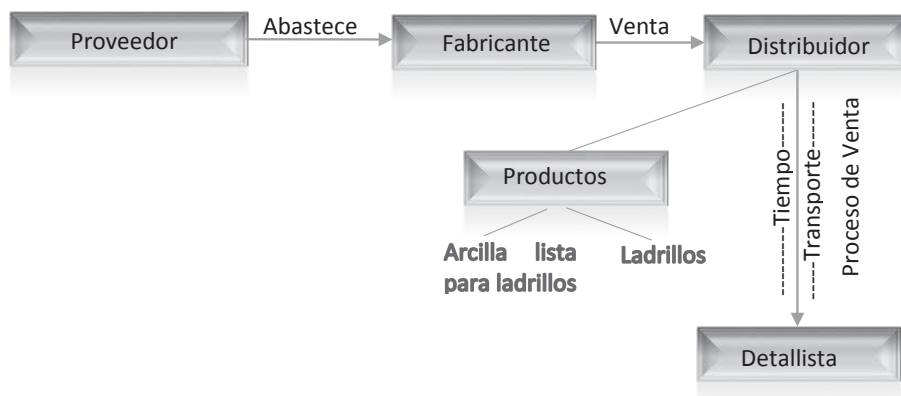 Proveedor
Abastece
Fabricante
Venta
Distribuidor
Productos
Arcilla lista
para ladrillos
Ladrillos
-------Tiempo-------
-----Transporte-----
Proceso de Venta
Detallista